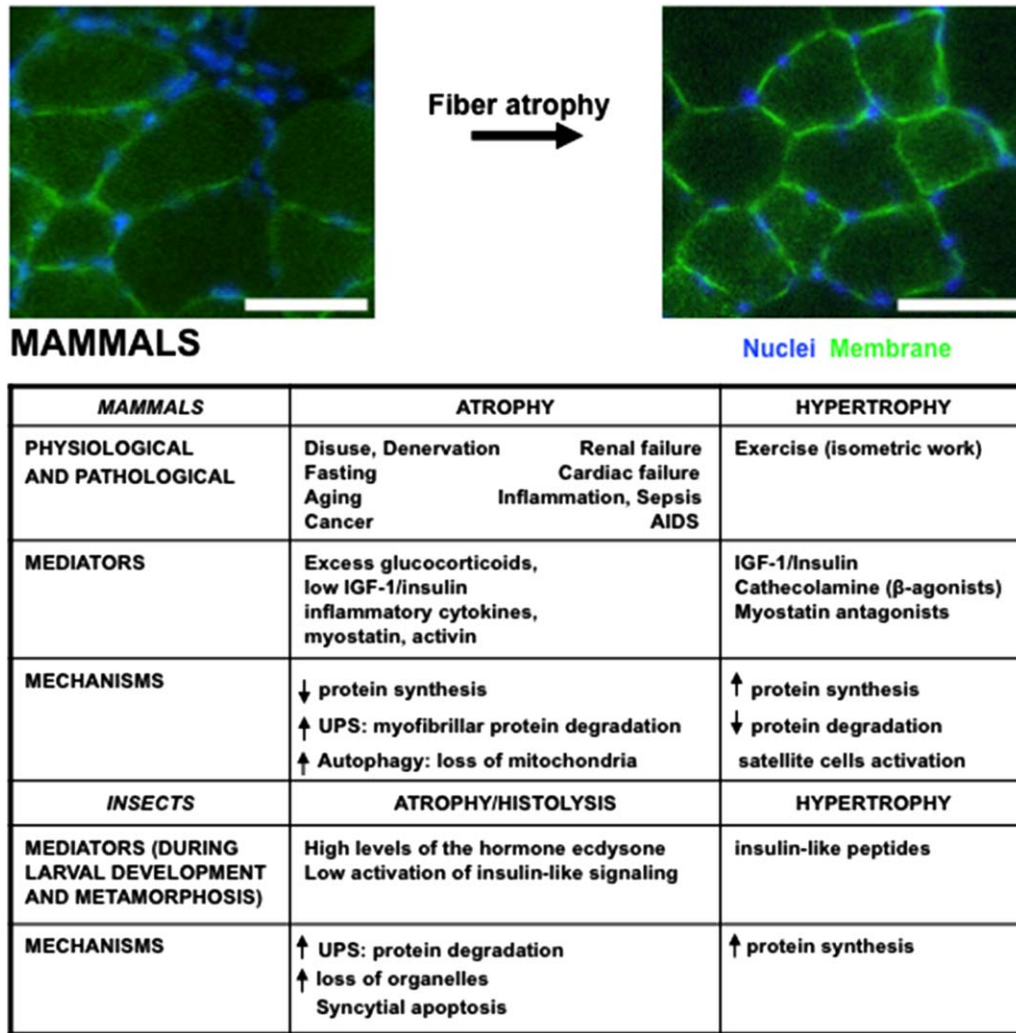 Fiber atrophy
MAMMALS
Nuclei Membrane
MAMMALS ATROPHY HYPERTROPHY
PHYSIOLOGICAL
AND PATHOLOGICAL
Disuse, Denervation Renal failure
Fasting Cardiac failure
Aging Inflammation, Sepsis
Cancer AIDS
Exercise (isometric work)
MEDIATORS
Excess glucocorticoids,
low IGF-1/insulin
inflammatory cytokines,
myostatin, activin
IGF-1/Insulin
Cathecolamine (β-agonists)
Myostatin antagonists
MECHANISMS
↓ protein synthesis
↑ UPS: myofibrillar protein degradation
↑ Autophagy: loss of mitochondria
↑ protein synthesis
↓ protein degradation
satellite cells activation
INSECTS ATROPHY/HISTOLYSIS HYPERTROPHY
MEDIATORS (DURING
LARVAL DEVELOPMENT
AND METAMORPHOSIS)
High levels of the hormone ecdysone
Low activation of insulin-like signaling
insulin-like peptides
MECHANISMS
↑ UPS: protein degradation
↑ loss of organelles
Syncytial apoptosis
↑ protein synthesis